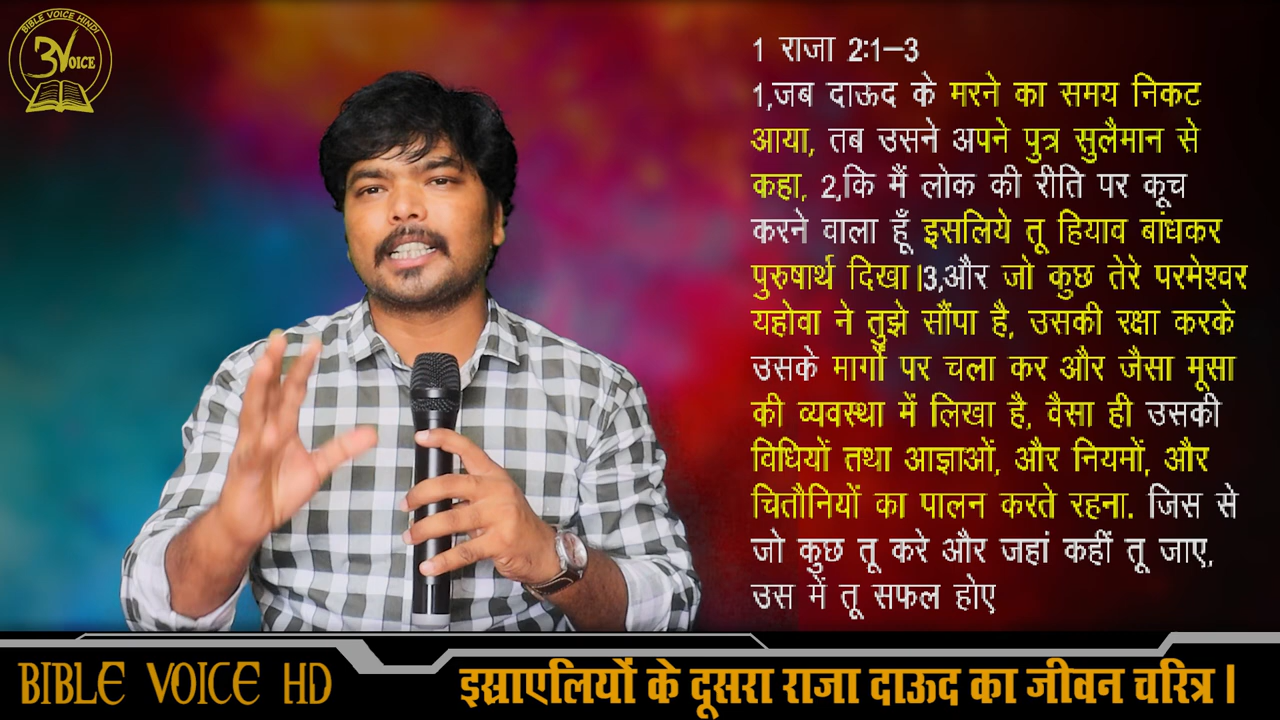 BIBLE VOICE HINDI
3VOICE
1 राजा 2:1–3
1,जब दाऊद के मरने का समय निकट
आया, तब उसने अपने पुत्र सुलैमान से
कहा, 2,कि मैं लोक की रीति पर कूच
करने वाला हूँ इसलिये तू हियाव बांधकर
पुरुषार्थ दिखा।3,और जो कुछ तेरे परमेश्वर
यहोवा ने तुझे सौंपा है, उसकी रक्षा करके
उसके मार्गों पर चला कर और जैसा मूसा
की व्यवस्था में लिखा है, वैसा ही उसकी
विधियों तथा आज्ञाओं, और नियमों, और
चितौनियों का पालन करते रहना. जिस से
जो कुछ तू करे और जहां कहीं तू जाए,
उस में तू सफल होए
BIBLE VOICE HD
इस्राएलियों के दूसरा राजा दाऊद का जीवन चरित्र।